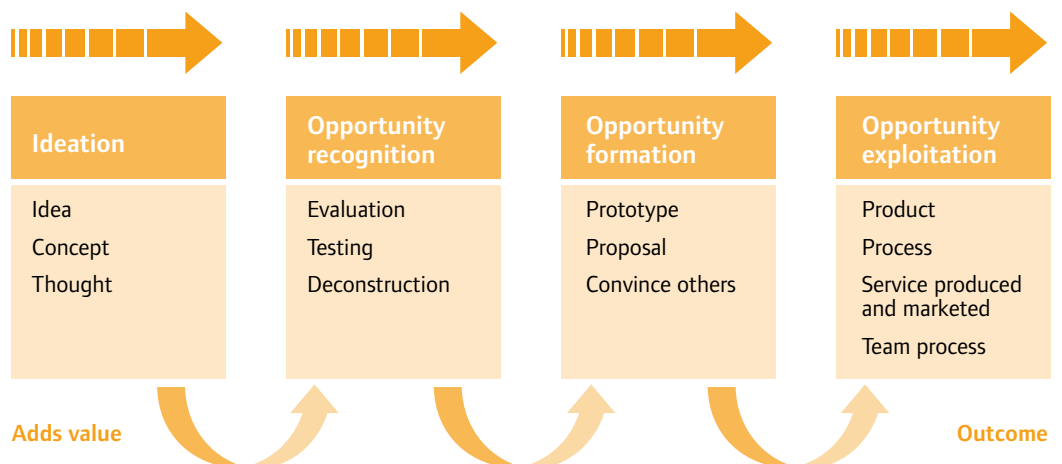 Ideation
Idea
Concept
Thought
Opportunity
recognition
Evaluation
Testing
Deconstruction
Opportunity
formation
Prototype
Proposal
Convince others
Opportunity
exploitation
Product
Process
Service produced
and marketed
Team process
Adds value
Outcome